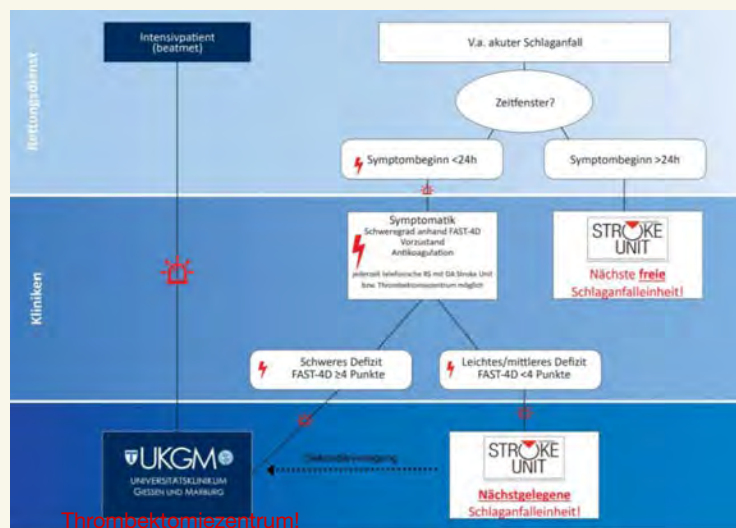 Rettungsdienst
Intensivpatient
(beatmet)
V.a. akuter Schlaganfall
Zeitfenster?
Symptombeginn <24h
Symptombeginn >24h
Kliniken
Symptomatik
Schweregrad anhand FAST-4D
Vorzustand
Antikoagulation
jederzeit telefonische RS mit OA Stroke Unit
bzw. Thrombektomiezentrum möglich
STROKE
UNIT
Nächste freie
Schlaganfalleinheit!
Schweres Defizit
FAST-4D ≥4 Punkte
Leichtes/mittleres Defizit
FAST-4D <4 Punkte
UKGM
UNIVERSITÄTSKLINIKUM
GIESSEN UND MARBURG
Thrombektomiezentrum!
Sekundärverlegung
STROKE
UNIT
Nächstgelegene
Schlaganfalleinheit!